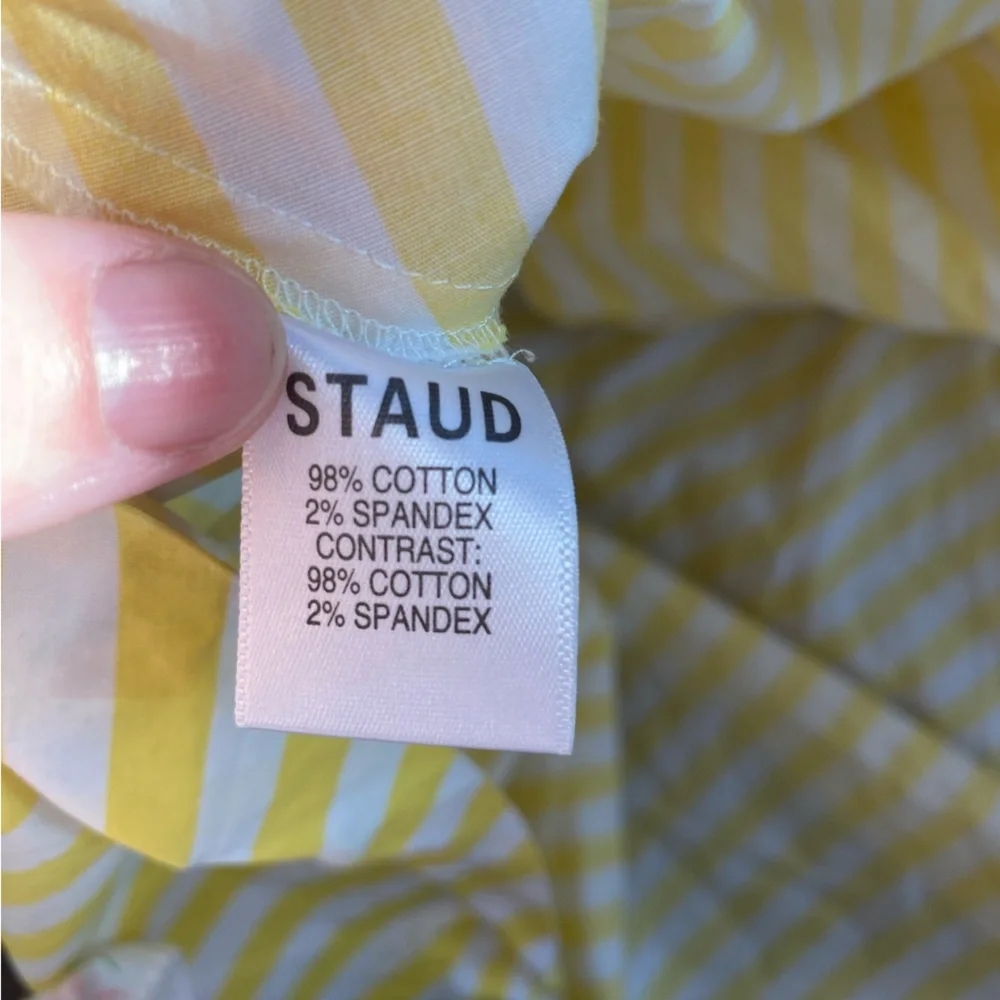 STAUD
98% COTTON
2% SPANDEX
CONTRAST:
98% COTTON
2% SPANDEX